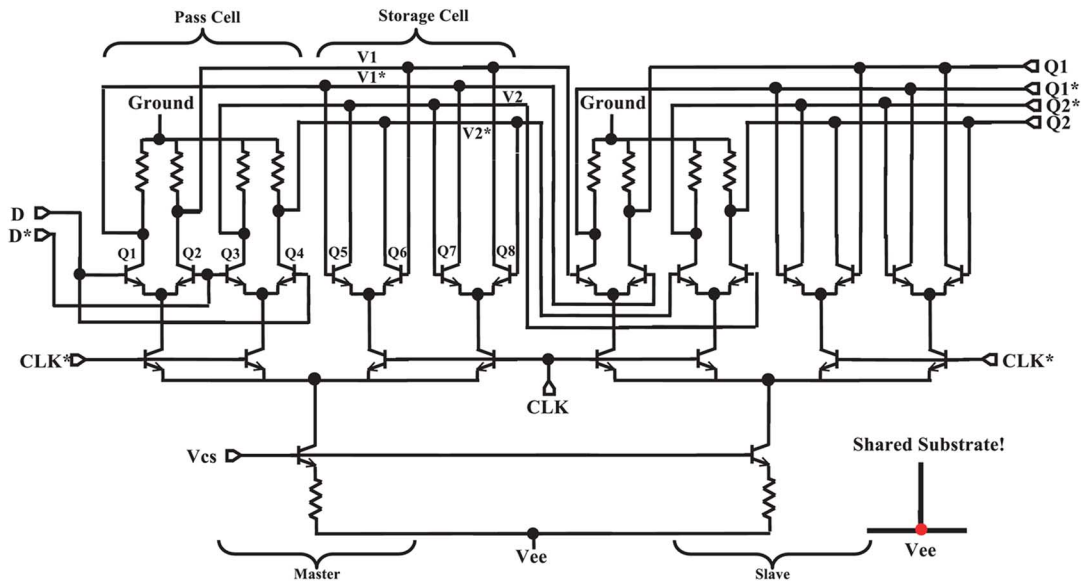 Pass Cell
Storage Cell
V1
V1*
V2
V2*
Ground
Ground
Q1
Q1*
Q2*
Q2
D
D*
Q1
Q2
Q3
Q4
Q5
Q6
Q7
Q8
CLK*
CLK
CLK*
Vcs
Shared Substrate!
Vee
Vee
Master
Slave